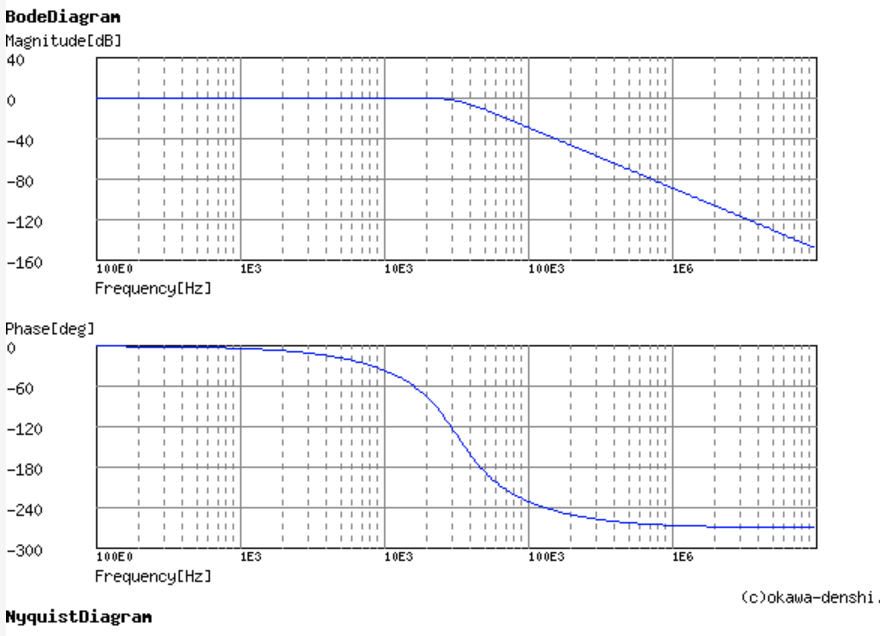 BodeDiagram
Magnitude[dB]
40
0
-40
-80
-120
-160
100E0 1E3 10E3 100E3 1E6
Frequency[Hz]
Phase[deg]
0
-60
-120
-180
-240
-300
100E0 1E3 10E3 100E3 1E6
Frequency[Hz]
(c)okawa-denshi.
NyquistDiagram